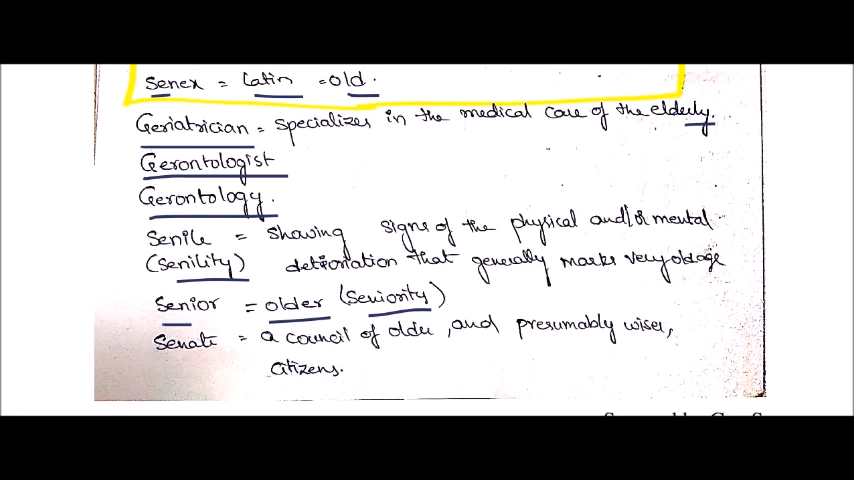 Senex = Latin = old.
Geriatrician = specializes in the medical care of the elderly.
Gerontologist
Gerontology.
Senile = showing signs of the physical and/or mental
(Senility) deterioration that generally marks very old age
Senior = older (Seniority)
Senate = a council of older, and presumably wiser,
citizens.